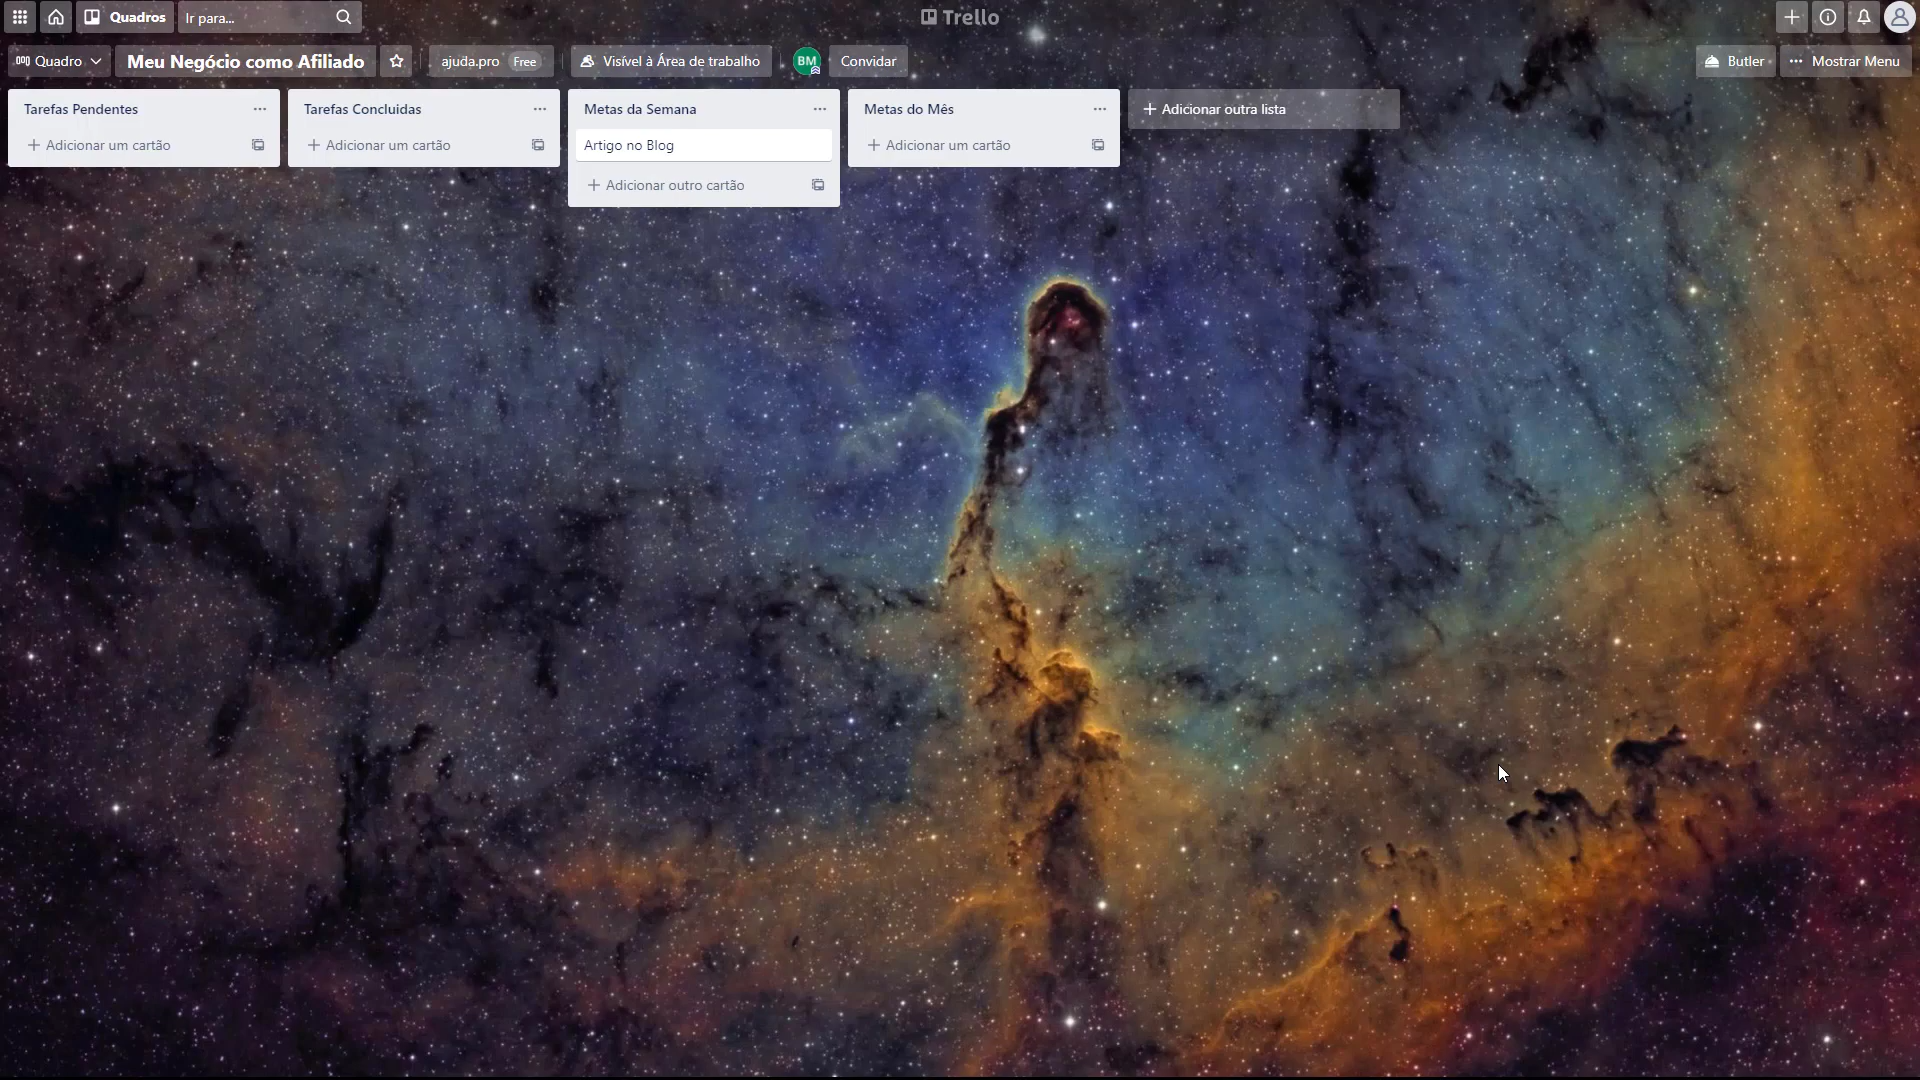 Quadros
Ir para...
Trello
Quadro
Meu Negócio como Afiliado
ajuda.pro Free
Visível à Área de trabalho
BM
Convidar
Butler
Mostrar Menu
Tarefas Pendentes
Adicionar um cartão
Tarefas Concluidas
Adicionar um cartão
Metas da Semana
Artigo no Blog
Adicionar outro cartão
Metas do Mês
Adicionar um cartão
Adicionar outra lista